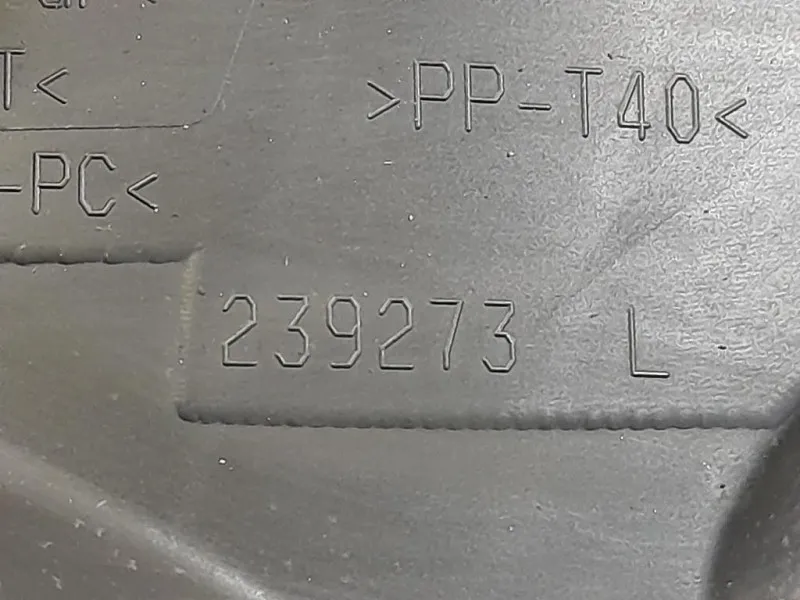 T<
>PP-T40<
-PC<
239273 L